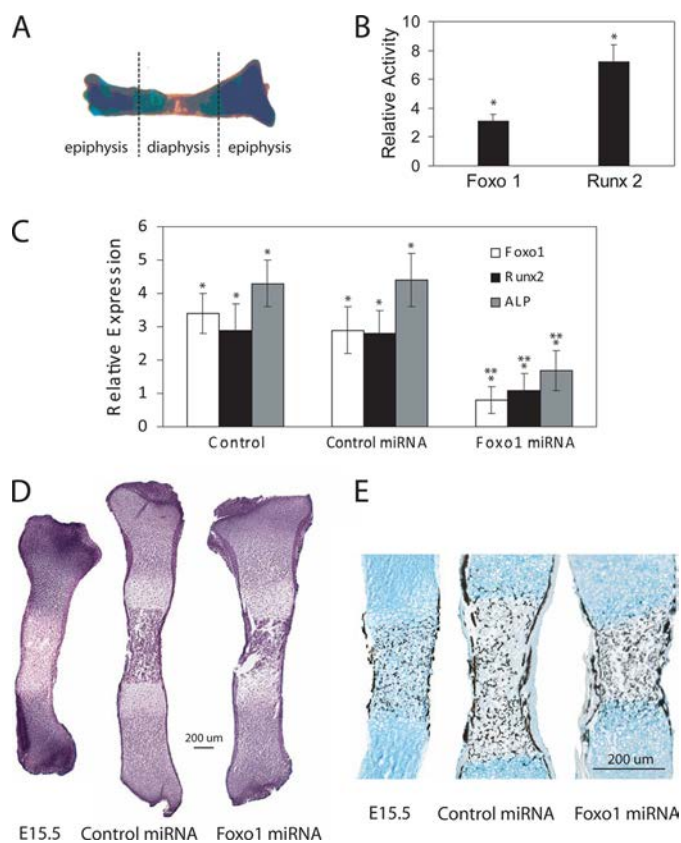 A
epiphysis diaphysis epiphysis
B
Relative Activity
10
8
6
4
2
0
*
*
Foxo 1 Runx 2
C
Relative Expression
6
5
4
3
2
1
0
* * *
* * *
** ** **
* * *
Foxo1
Runx2
ALP
Control Control miRNA Foxo1 miRNA
D
200 um
E15.5 Control miRNA Foxo1 miRNA
E
200 um
E15.5 Control miRNA Foxo1 miRNA